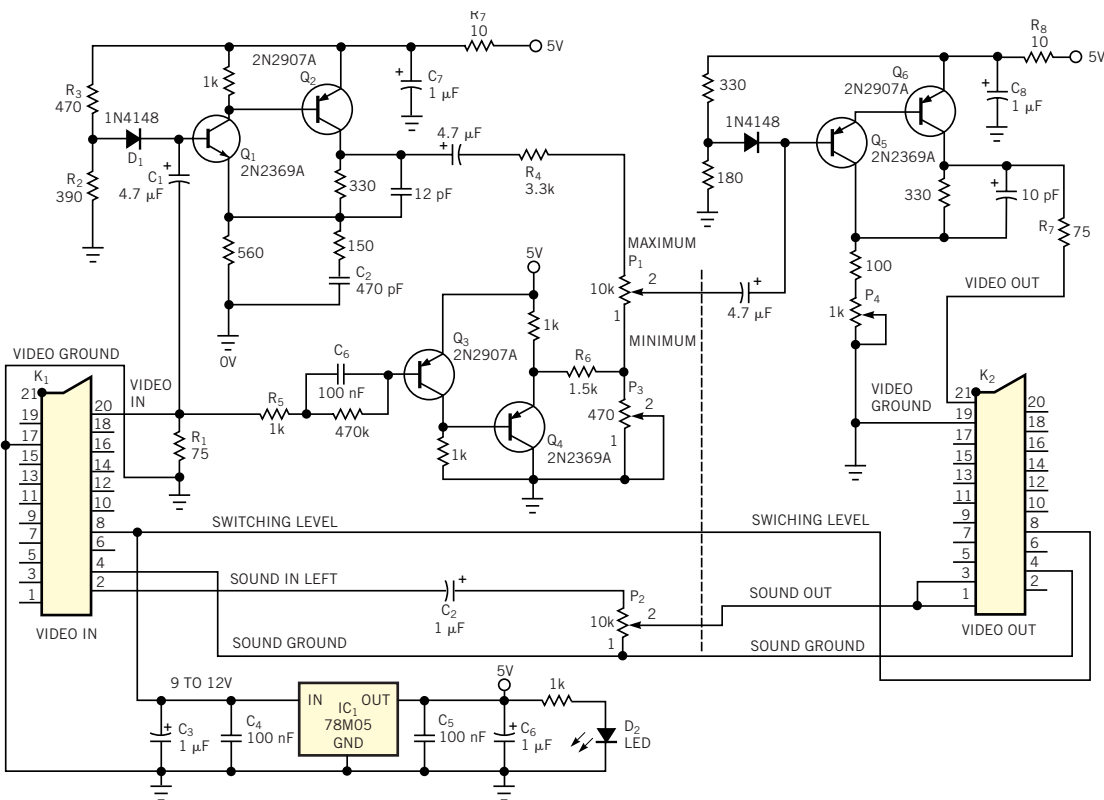 R7
10
5V
R8
10
5V
2N2907A
Q2
1k
R3
470
1N4148
D1
C1
4.7 µF
Q1
2N2369A
R2
390
C7
1 µF
4.7 µF
+
R4
3.3k
330
12 pF
560
150
C2
470 pF
0V
Q6
2N2907A
C8
1 µF
330
1N4148
Q5
2N2369A
180
330
10 pF
R7
75
100
P4
1k
VIDEO OUT
MAXIMUM
P1
10k
2
1
MINIMUM
4.7 µF
+
5V
1k
Q3
2N2907A
C6
100 nF
R5
1k
470k
1k
Q4
2N2369A
R6
1.5k
P3
470
2
1
VIDEO GROUND
K1
VIDEO
IN
R1
75
21
19
17
15
13
11
9
7
5
3
1
20
18
16
14
12
10
8
6
4
2
VIDEO IN
VIDEO
GROUND
K2
21
19
17
15
13
11
9
7
5
3
1
20
18
16
14
12
10
8
6
4
2
VIDEO OUT
SWITCHING LEVEL
SWICHING LEVEL
SOUND IN LEFT
C2
1 µF
+
P2
10k
2
1
SOUND OUT
SOUND GROUND
SOUND GROUND
9 TO 12V
C3
1 µF
C4
100 nF
IN OUT
IC1
78M05
GND
C5
100 nF
5V
C6
1 µF
1k
D2
LED